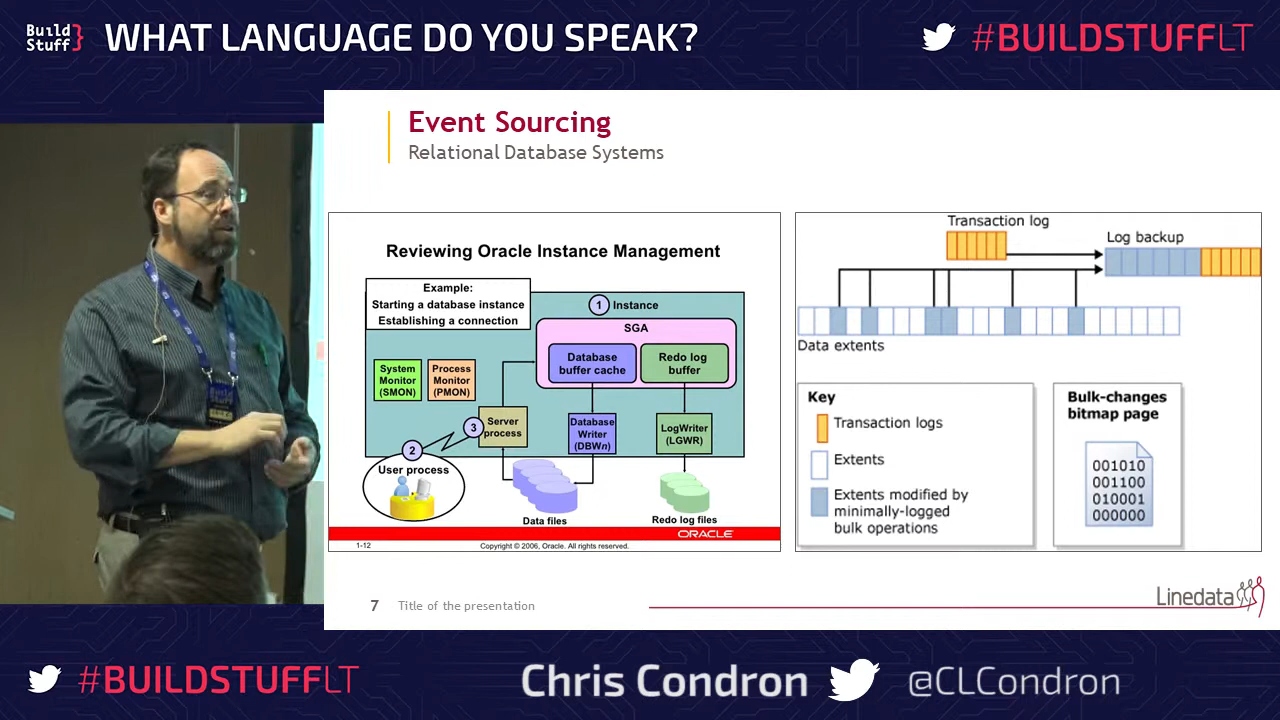 Build
Stuff}
WHAT LANGUAGE DO YOU SPEAK?
#BUILDSTUFFLT
Event Sourcing
Relational Database Systems
Reviewing Oracle Instance Management
Example:
Starting a database instance
Establishing a connection
1 Instance
SGA
Database
buffer cache
Redo log
buffer
System
Monitor
(SMON)
Process
Monitor
(PMON)
3
Server
process
Database
Writer
(DBWn)
LogWriter
(LGWR)
2
User process
Data files
Redo log files
ORACLE
1-12
Copyright © 2006, Oracle. All rights reserved.
Transaction log
Log backup
Data extents
Key
Transaction logs
Extents
Extents modified by
minimally-logged
bulk operations
Bulk-changes
bitmap page
001010
001100
010001
000000
7
Title of the presentation
Linedata
Build
Stuff
#BUILDSTUFFLT
Chris Condron
@CLCondron